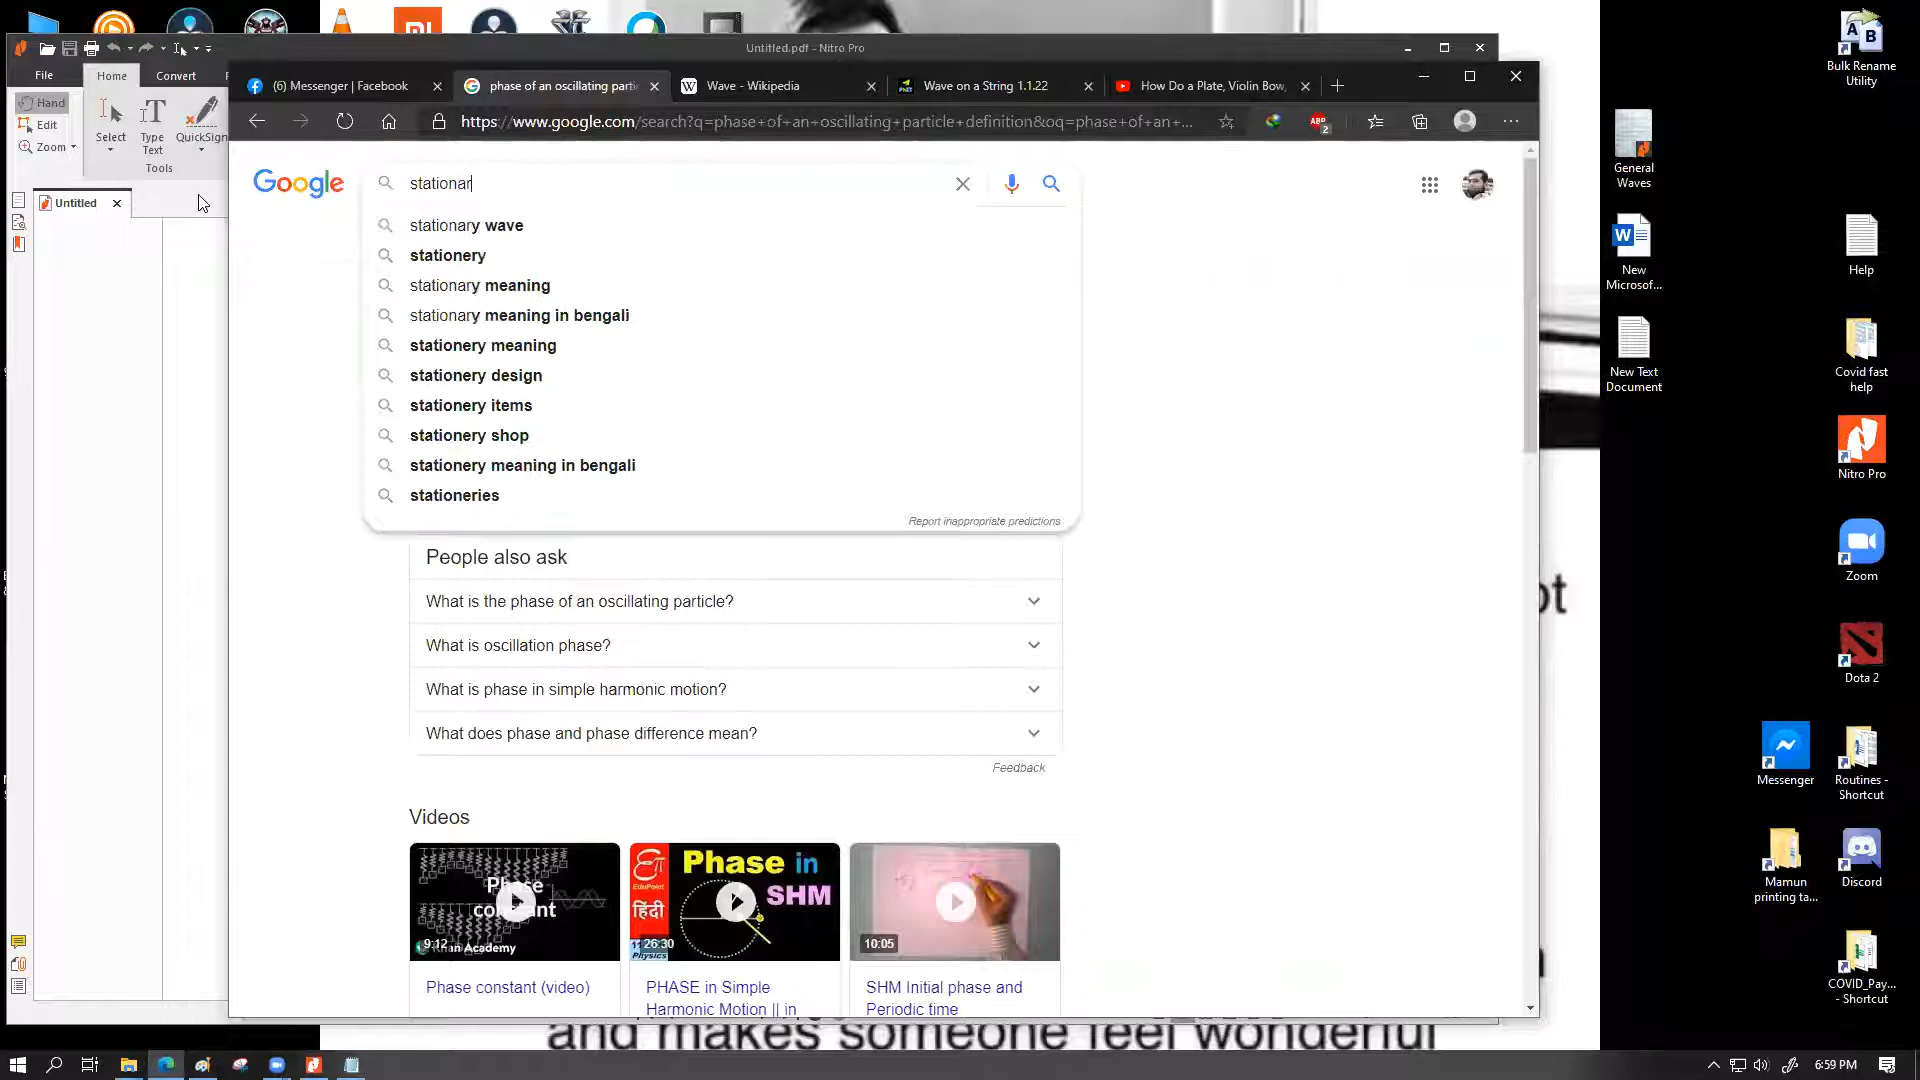 Untitled.pdf - Nitro Pro
File
Home
Convert
Hand
Edit
Zoom
Select
Type
Text
QuickSign
Tools
Untitled
(6) Messenger | Facebook
phase of an oscillating parti
Wave - Wikipedia
Wave on a String 1.1.22
How Do a Plate, Violin Bow,
https://www.google.com/search?q=phase+of+an+oscillating+particle+definition&oq=phase+of+an+...
ABP
2
Google
stationar
stationary wave
stationery
stationary meaning
stationary meaning in bengali
stationery meaning
stationery design
stationery items
stationery shop
stationery meaning in bengali
stationeries
Report inappropriate predictions
People also ask
What is the phase of an oscillating particle?
What is oscillation phase?
What is phase in simple harmonic motion?
What does phase and phase difference mean?
Feedback
Videos
Phase
constant
9:12
Khan Academy
Phase constant (video)
EduPoint
हिंदी
Phase in
SHM
Physics
26:30
PHASE in Simple
Harmonic Motion || in
10:05
SHM Initial phase and
Periodic time
and makes someone feel wonderful
Bulk Rename
Utility
General
Waves
New
Microsof...
Help
New Text
Document
Covid fast
help
Nitro Pro
Zoom
Dota 2
Messenger
Routines -
Shortcut
Mamun
printing ta...
Discord
COVID_Pay...
- Shortcut
6:59 PM